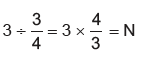 3 ÷ 3/4 = 3 × 4/3 = N